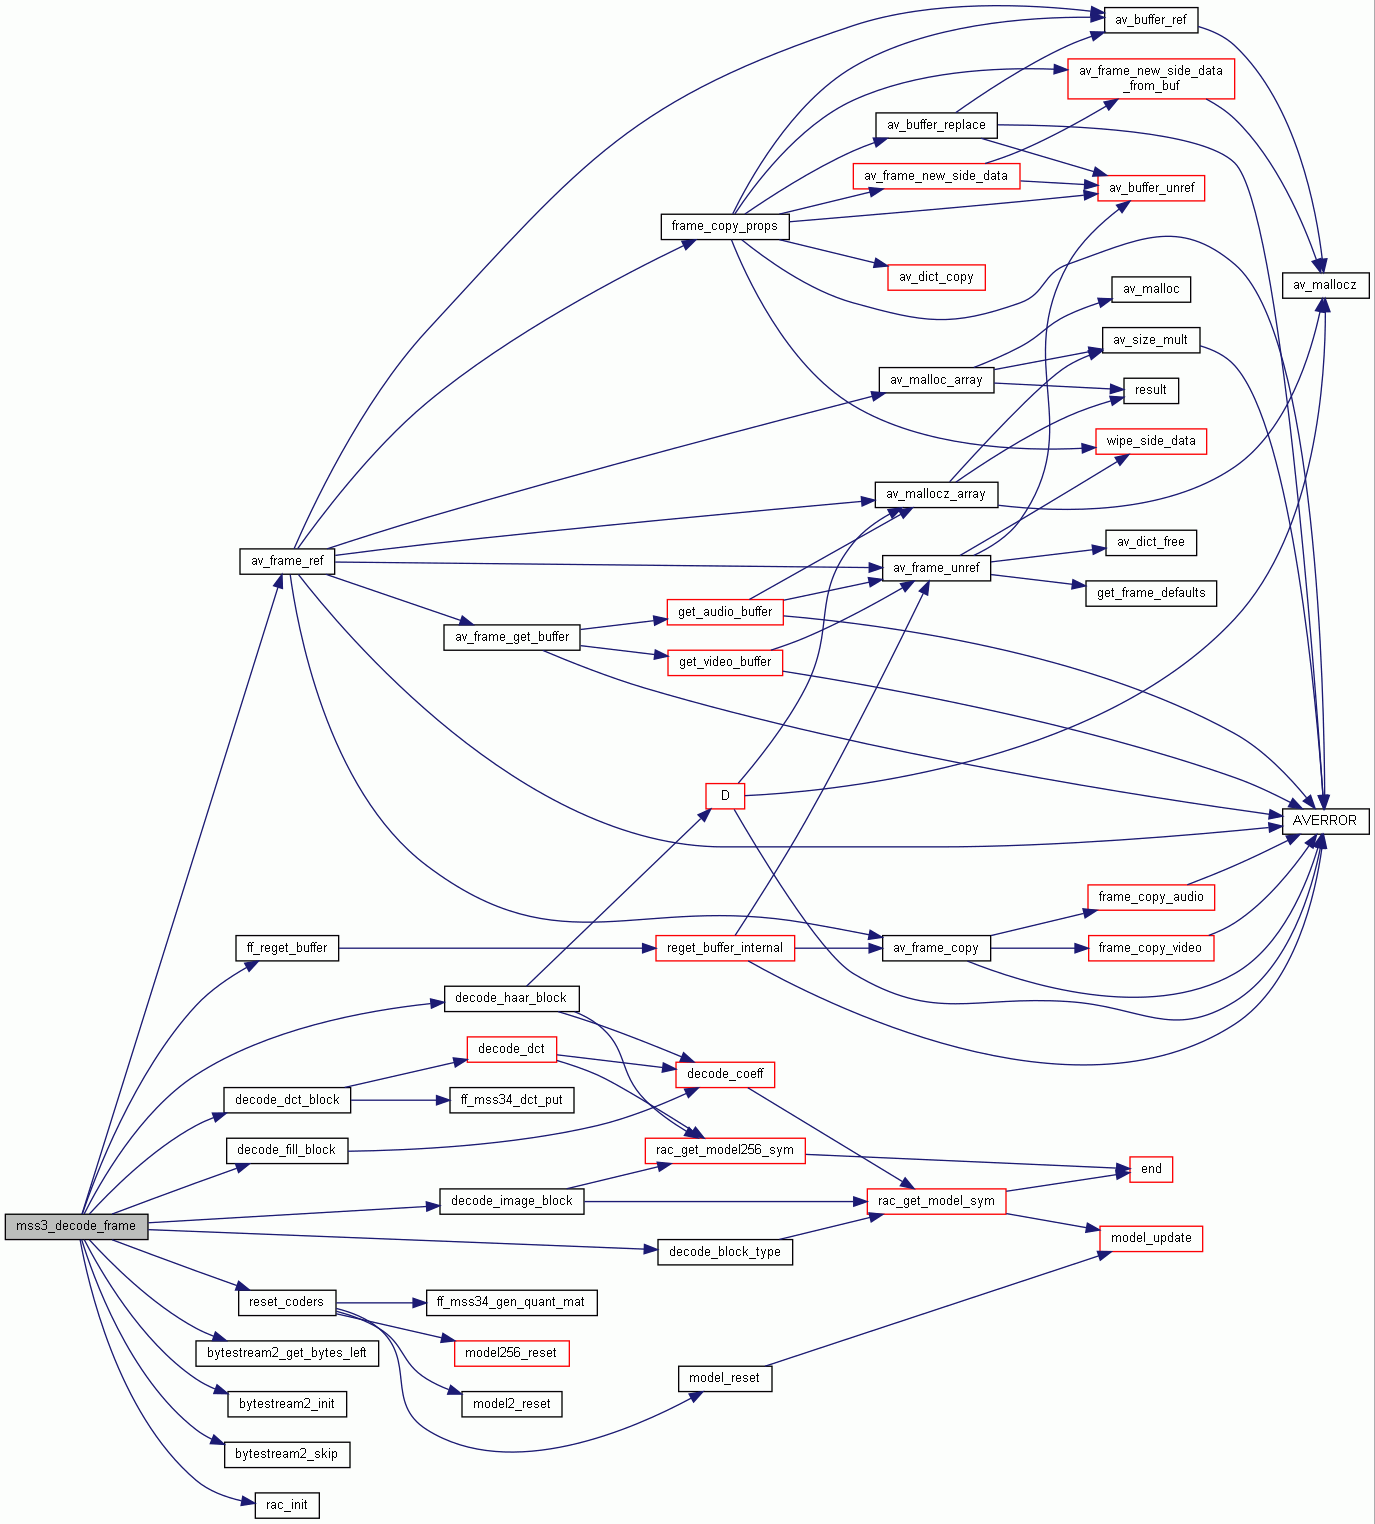 av_buffer_ref
av_frame_new_side_data
_from_buf
av_buffer_replace
av_frame_new_side_data
av_buffer_unref
frame_copy_props
av_dict_copy
av_mallocz
av_malloc
av_size_mult
av_malloc_array
result
wipe_side_data
av_mallocz_array
av_dict_free
av_frame_ref
av_frame_unref
get_frame_defaults
get_audio_buffer
av_frame_get_buffer
get_video_buffer
D
AVERROR
frame_copy_audio
ff_reget_buffer
reget_buffer_internal
av_frame_copy
frame_copy_video
decode_haar_block
decode_dct
decode_coeff
decode_dct_block
ff_mss34_dct_put
decode_fill_block
rac_get_model256_sym
end
decode_image_block
rac_get_model_sym
mss3_decode_frame
model_update
decode_block_type
reset_coders
ff_mss34_gen_quant_mat
bytestream2_get_bytes_left
model256_reset
model_reset
bytestream2_init
model2_reset
bytestream2_skip
rac_init